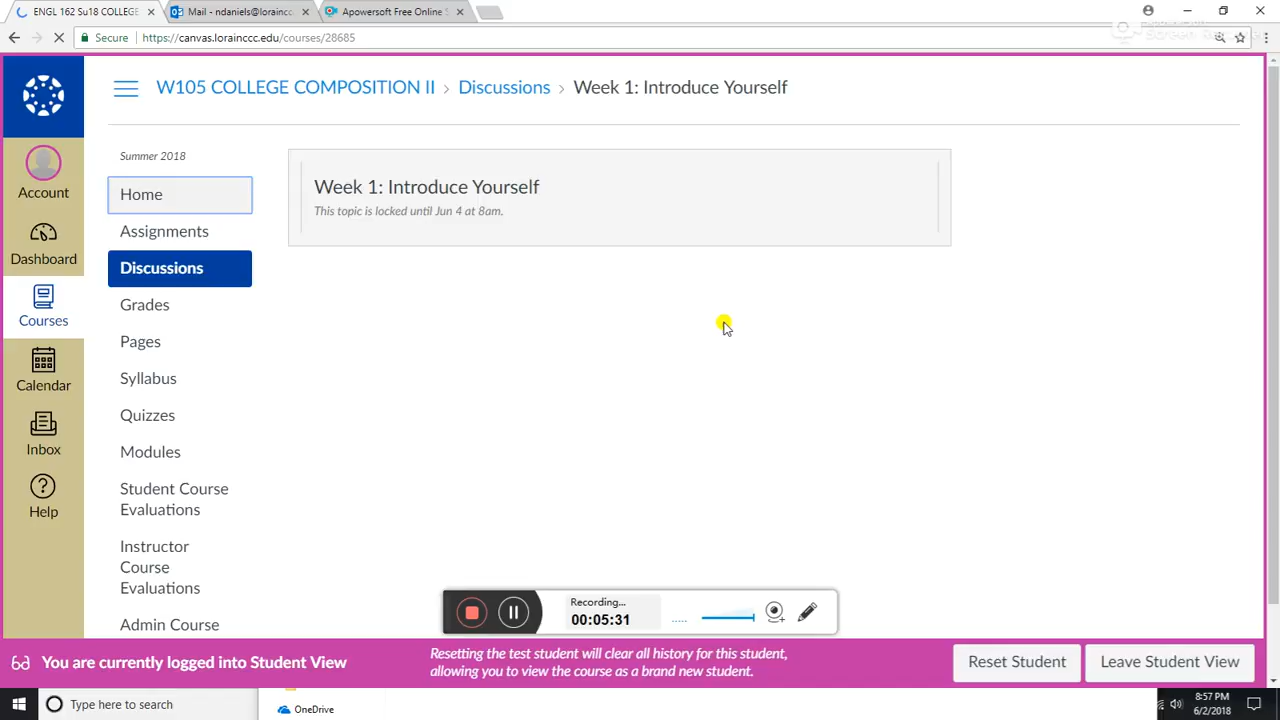 ENGL 162 Su18 COLLEGE
Mail - ndaniels@loraincc
Apowersoft Free Online S
Secure https://canvas.lorainccc.edu/courses/28685
W105 COLLEGE COMPOSITION II › Discussions › Week 1: Introduce Yourself
Account
Dashboard
Courses
Calendar
Inbox
Help
Summer 2018
Home
Assignments
Discussions
Grades
Pages
Syllabus
Quizzes
Modules
Student Course
Evaluations
Instructor
Course
Evaluations
Admin Course
Week 1: Introduce Yourself
This topic is locked until Jun 4 at 8am.
Recording...
00:05:31
You are currently logged into Student View
Resetting the test student will clear all history for this student,
allowing you to view the course as a brand new student.
Reset Student
Leave Student View
Type here to search
OneDrive
8:57 PM
6/2/2018